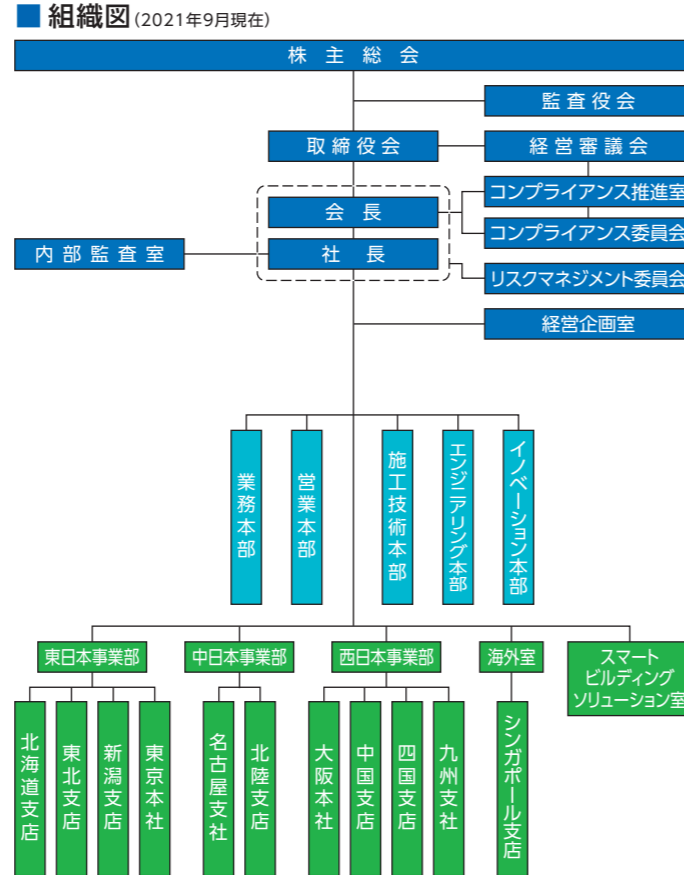 組織図(2021年9月現在)
株主総会
監査役会
取締役会
経営審議会
会長
コンプライアンス推進室
コンプライアンス委員会
内部監査室
社長
リスクマネジメント委員会
経営企画室
業務本部
営業本部
施工技術本部
エンジニアリング本部
イノベーション本部
東日本事業部
中日本事業部
西日本事業部
海外室
スマート
ビルディング
ソリューション室
北海道支店
東北支店
新潟支店
東京本社
名古屋支社
北陸支店
大阪本社
中国支店
四国支店
九州支社
シンガポール支店